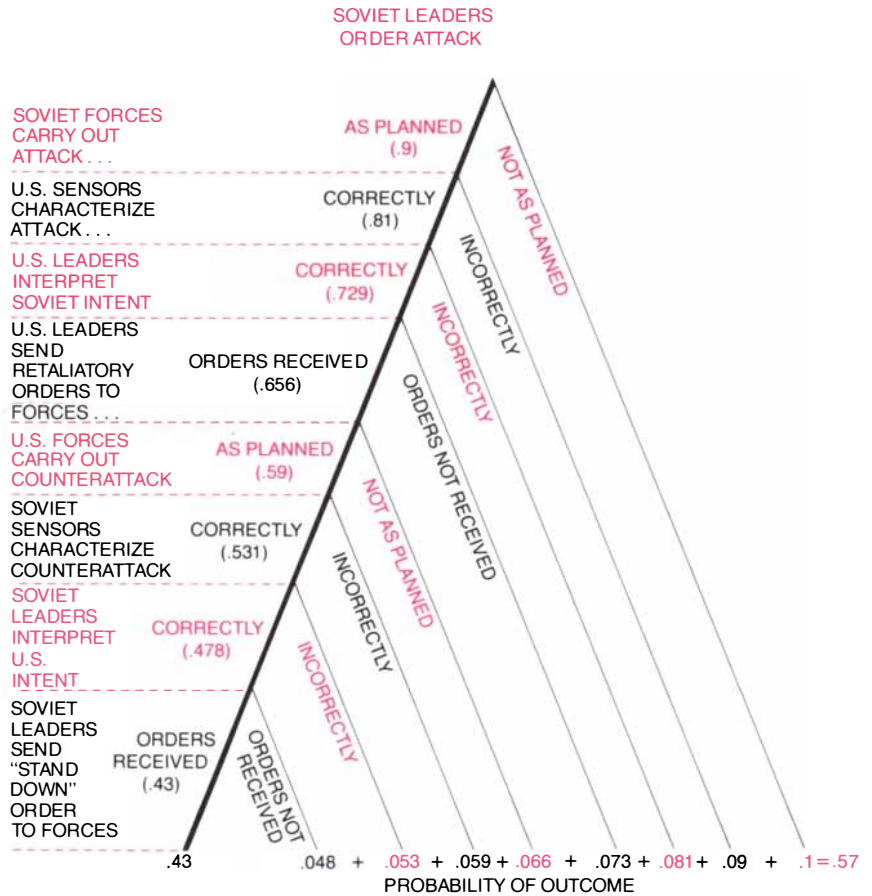 SOVIET LEADERS
ORDER ATTACK
SOVIET FORCES
CARRY OUT
ATTACK . . .
AS PLANNED
(.9)
NOT AS PLANNED
U.S. SENSORS
CHARACTERIZE
ATTACK . . .
CORRECTLY
(.81)
INCORRECTLY
U.S. LEADERS
INTERPRET
SOVIET INTENT
CORRECTLY
(.729)
INCORRECTLY
U.S. LEADERS
SEND
RETALIATORY
ORDERS TO
FORCES . . .
ORDERS RECEIVED
(.656)
ORDERS NOT RECEIVED
U.S. FORCES
CARRY OUT
COUNTERATTACK
AS PLANNED
(.59)
NOT AS PLANNED
SOVIET
SENSORS
CHARACTERIZE
COUNTERATTACK
CORRECTLY
(.531)
INCORRECTLY
SOVIET
LEADERS
INTERPRET
U.S.
INTENT
CORRECTLY
(.478)
INCORRECTLY
SOVIET
LEADERS
SEND
“STAND
DOWN”
ORDER
TO FORCES
ORDERS
RECEIVED
(.43)
ORDERS NOT
RECEIVED
.43 .048 + .053 + .059 + .066 + .073 + .081 + .09 + .1 = .57
PROBABILITY OF OUTCOME